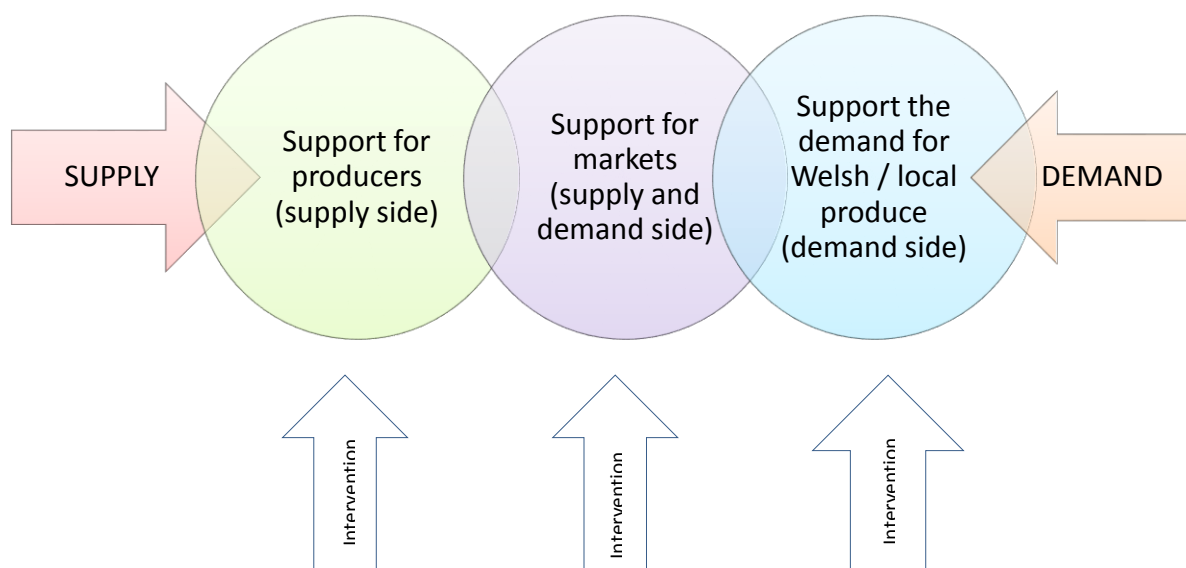 SUPPLY
Support for
producers
(supply side)
Support for
markets
(supply and
demand side)
Support the
demand for
Welsh / local
produce
(demand side)
DEMAND
Intervention
Intervention
Intervention